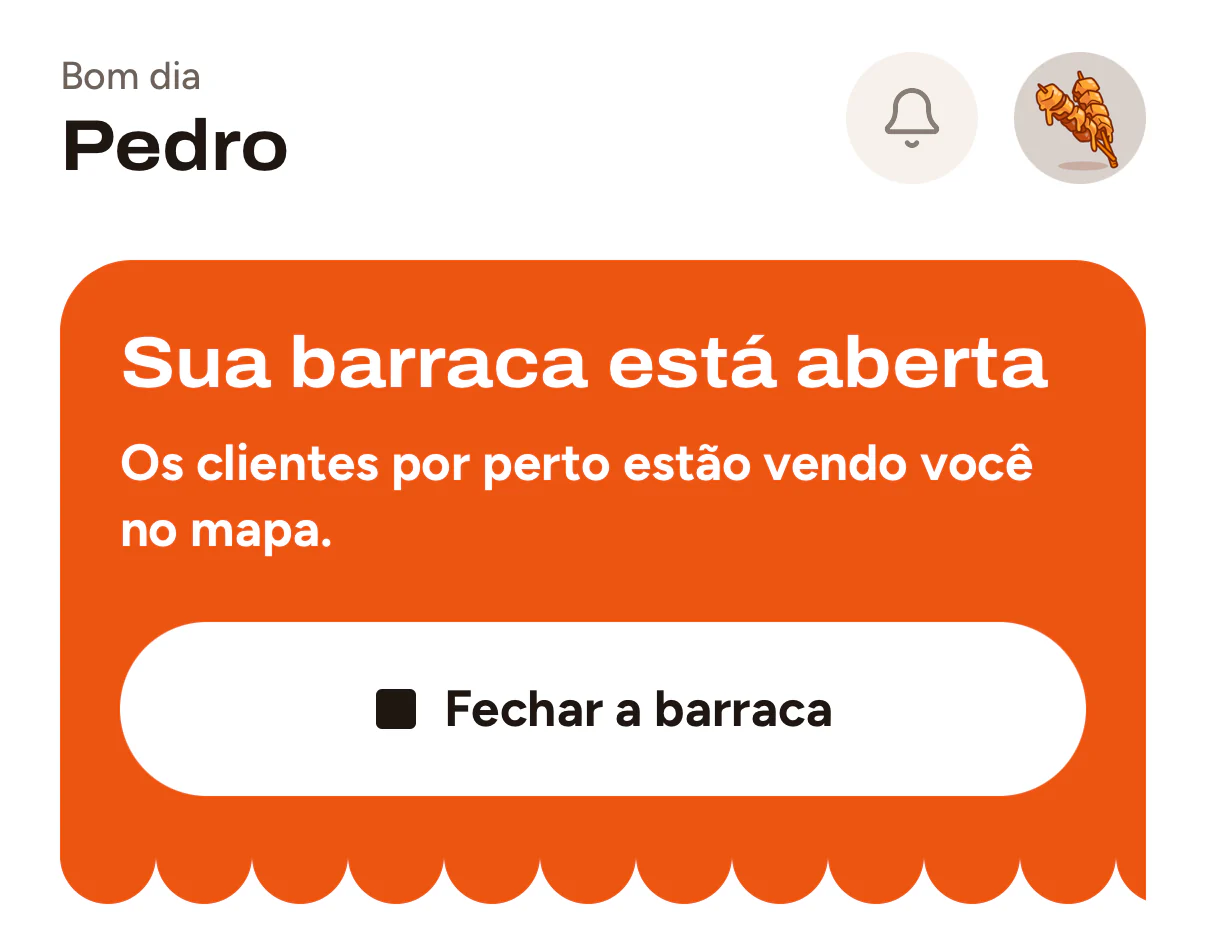 Bom dia
Pedro
Sua barraca está aberta
Os clientes por perto estão vendo você
no mapa.
Fechar a barraca